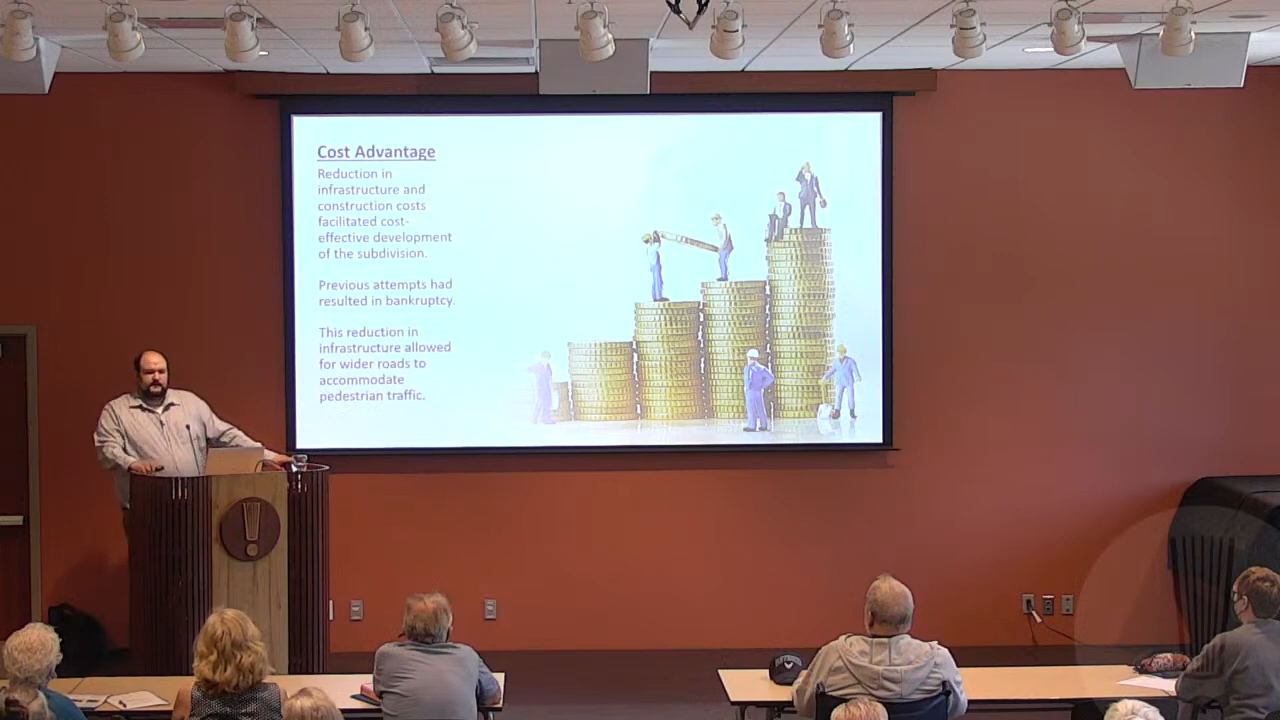 Cost Advantage
Reduction in
infrastructure and
construction costs
facilitated cost-
effective development
of the subdivision.
Previous attempts had
resulted in bankruptcy.
This reduction in
infrastructure allowed
for wider roads to
accommodate
pedestrian traffic.